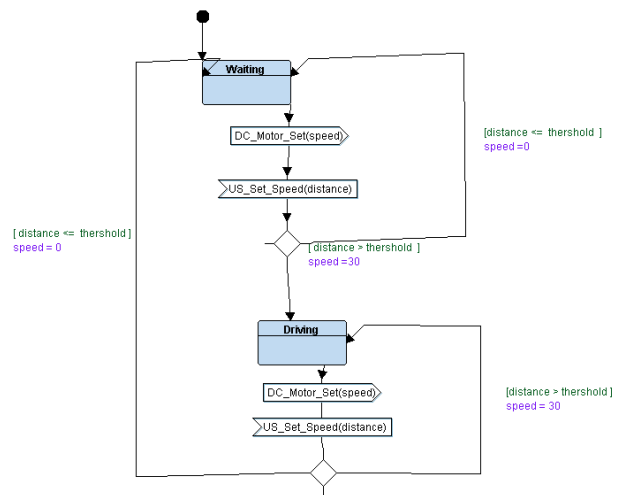 Waiting
DC_Motor_Set(speed)
[distance <= thershold ]
speed =0
US_Set_Speed(distance)
[ distance <= thershold ]
speed = 0
[ distance > thershold ]
speed =30
Driving
DC_Motor_Set(speed)
[distance > thershold ]
speed = 30
US_Set_Speed(distance)